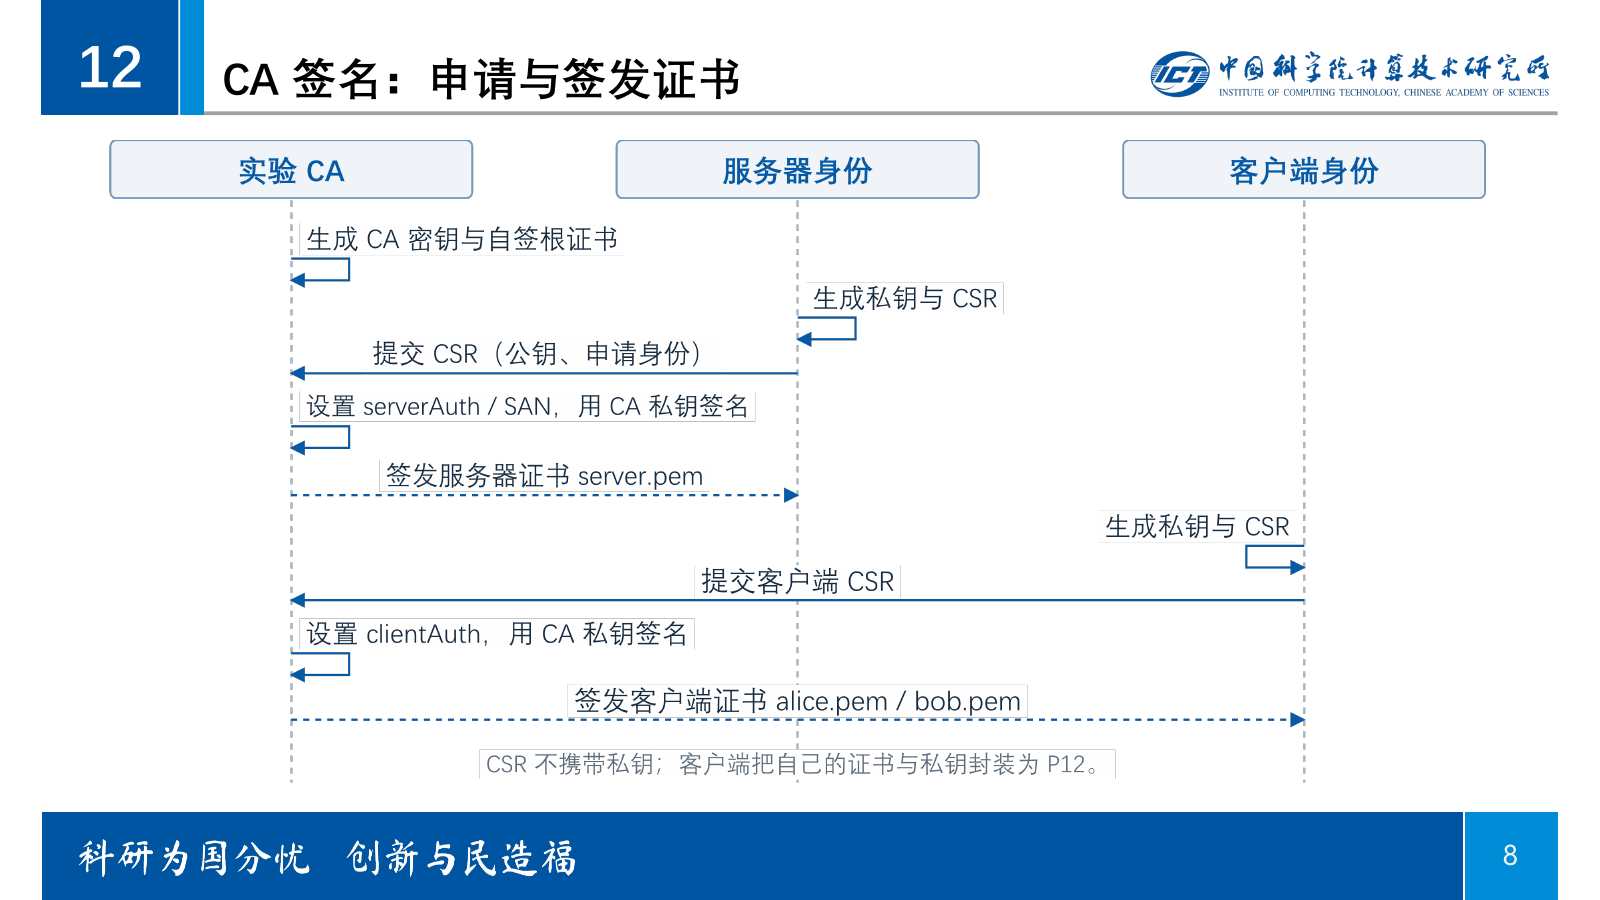 12
CA 签名：申请与签发证书
ICT 中国科学院计算技术研究所
INSTITUTE OF COMPUTING TECHNOLOGY, CHINESE ACADEMY OF SCIENCES
实验 CA
服务器身份
客户端身份
生成 CA 密钥与自签根证书
生成私钥与 CSR
提交 CSR（公钥、申请身份）
设置 serverAuth / SAN，用 CA 私钥签名
签发服务器证书 server.pem
生成私钥与 CSR
提交客户端 CSR
设置 clientAuth，用 CA 私钥签名
签发客户端证书 alice.pem / bob.pem
CSR 不携带私钥；客户端把自己的证书与私钥封装为 P12。
科研为国分忧 创新与民造福
8